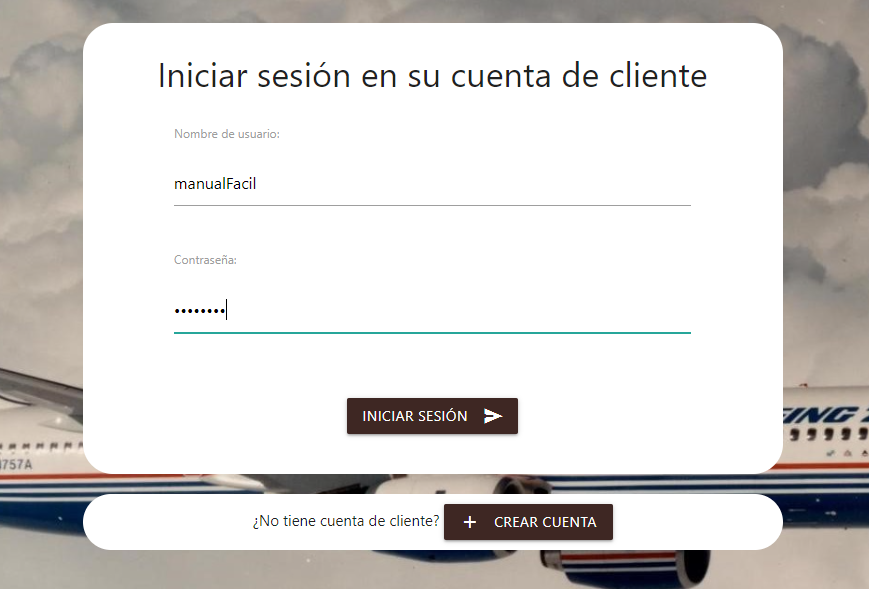 Iniciar sesión en su cuenta de cliente
Nombre de usuario:
manualFacil
Contraseña:
••••••••
INICIAR SESIÓN
757A
¿No tiene cuenta de cliente? + CREAR CUENTA